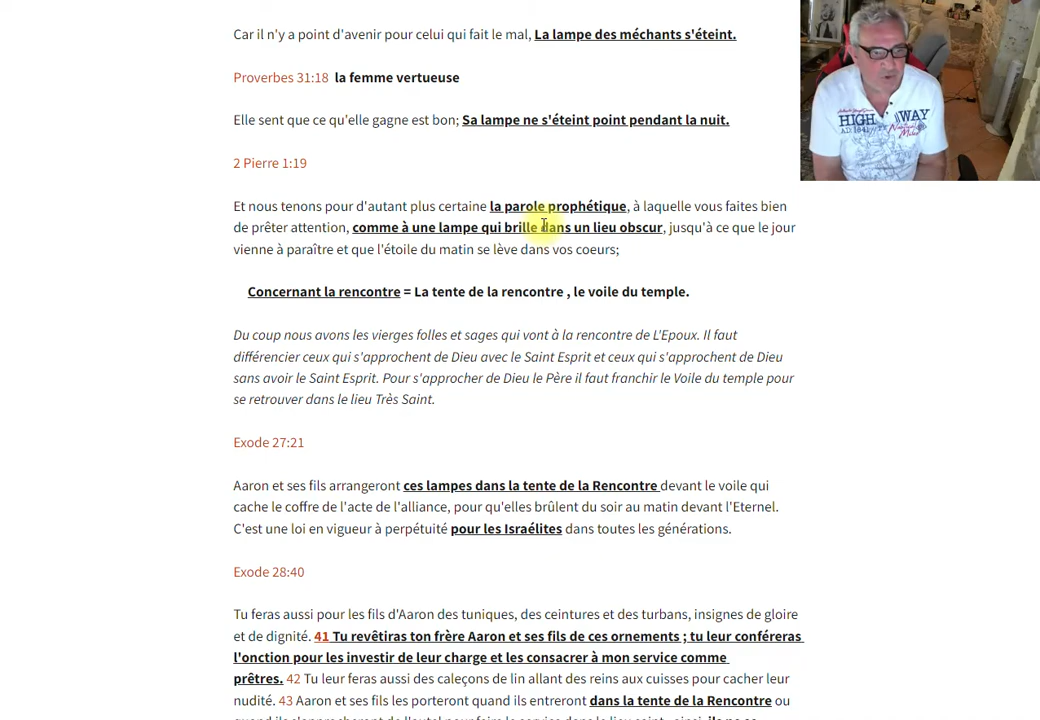 Car il n'y a point d'avenir pour celui qui fait le mal, La lampe des méchants s'éteint.
Proverbes 31:18 la femme vertueuse
Elle sent que ce qu'elle gagne est bon; Sa lampe ne s'éteint point pendant la nuit.
2 Pierre 1:19
Et nous tenons pour d'autant plus certaine la parole prophétique, à laquelle vous faites bien
de prêter attention, comme à une lampe qui brille dans un lieu obscur, jusqu'à ce que le jour
vienne à paraître et que l'étoile du matin se lève dans vos coeurs;
Concernant la rencontre = La tente de la rencontre , le voile du temple.
Du coup nous avons les vierges folles et sages qui vont à la rencontre de L'Epoux. Il faut
différencier ceux qui s'approchent de Dieu avec le Saint Esprit et ceux qui s'approchent de Dieu
sans avoir le Saint Esprit. Pour s'approcher de Dieu le Père il faut franchir le Voile du temple pour
se retrouver dans le lieu Très Saint.
Exode 27:21
Aaron et ses fils arrangeront ces lampes dans la tente de la Rencontre devant le voile qui
cache le coffre de l'acte de l'alliance, pour qu'elles brûlent du soir au matin devant l'Eternel.
C'est une loi en vigueur à perpétuité pour les Israélites dans toutes les générations.
Exode 28:40
Tu feras aussi pour les fils d'Aaron des tuniques, des ceintures et des turbans, insignes de gloire
et de dignité. 41 Tu revêtiras ton frère Aaron et ses fils de ces ornements ; tu leur conféreras
l'onction pour les investir de leur charge et les consacrer à mon service comme
prêtres. 42 Tu leur feras aussi des caleçons de lin allant des reins aux cuisses pour cacher leur
nudité. 43 Aaron et ses fils les porteront quand ils entreront dans la tente de la Rencontre ou
HIGH WAY